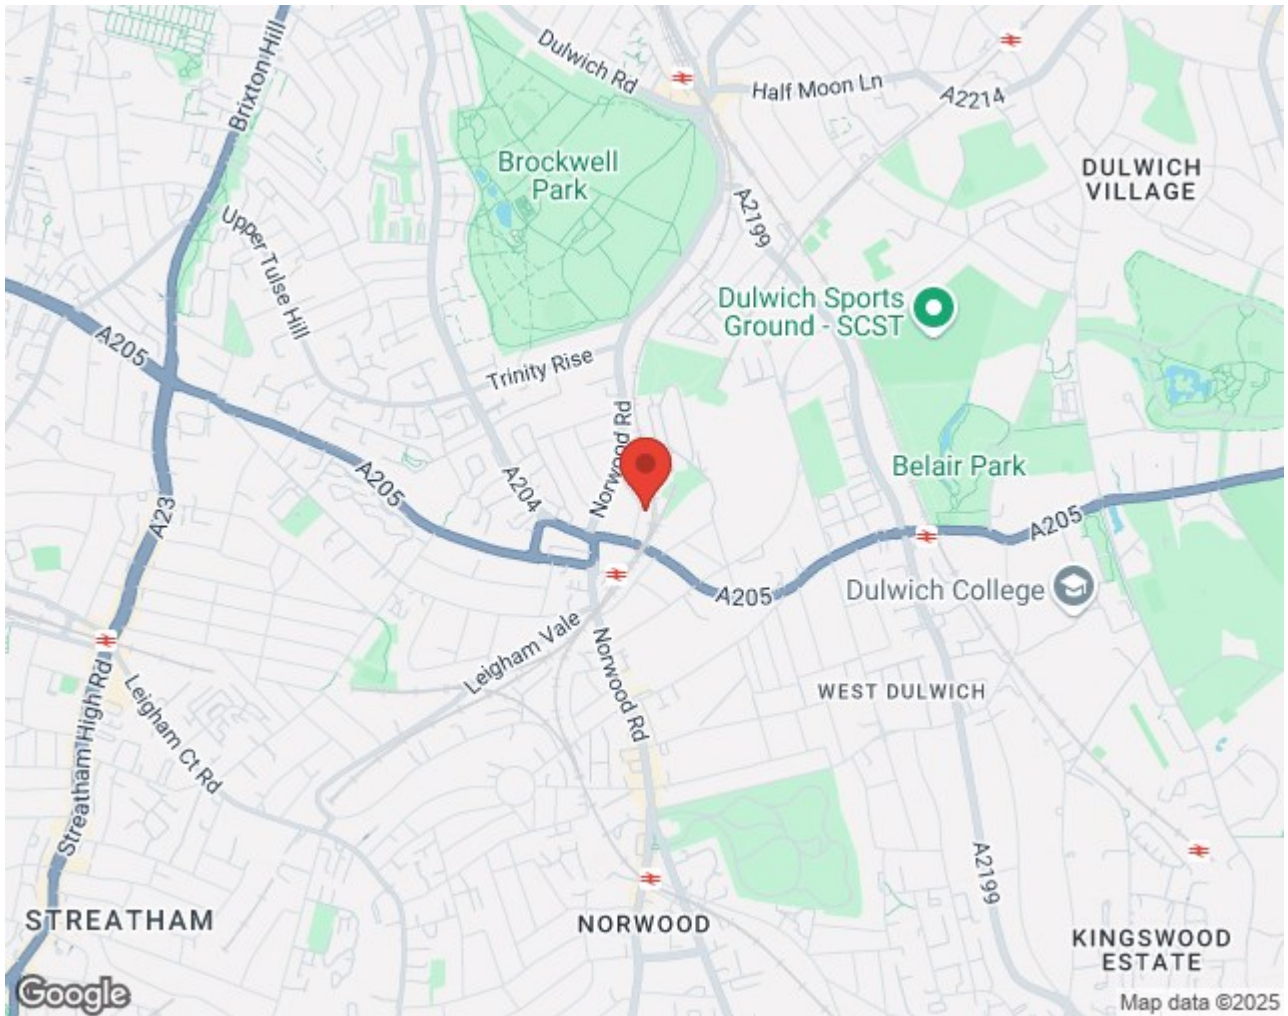 Brixton Hill
Dulwich Rd
Half Moon Ln
A2214
DULWICH
VILLAGE
Brockwell
Park
A2199
Upper Tulse Hill
Dulwich Sports
Ground - SCST
A205
Trinity Rise
Norwood Rd
A205
A204
Belair Park
A23
A205
A205
Dulwich College
Leigham Vale
Norwood Rd
WEST DULWICH
Streatham High Rd
Leigham Ct Rd
A2199
STREATHAM
NORWOOD
KINGSWOOD
ESTATE
Google
Map data ©2025